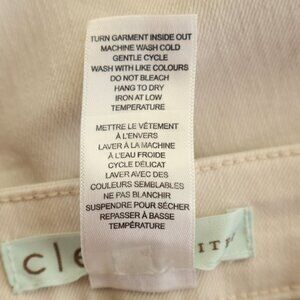 TURN GARMENT INSIDE OUT
MACHINE WASH COLD
GENTLE CYCLE
WASH WITH LIKE COLOURS
DO NOT BLEACH
HANG TO DRY
IRON AT LOW
TEMPERATURE
METTRE LE VÊTEMENT
À L'ENVERS
LAVER À LA MACHINE
À L'EAU FROIDE
CYCLE DÉLICAT
LAVER AVEC DES
COULEURS SEMBLABLES
NE PAS BLANCHIR
SUSPENDRE POUR SÉCHER
REPASSER À BASSE
TEMPÉRATURE